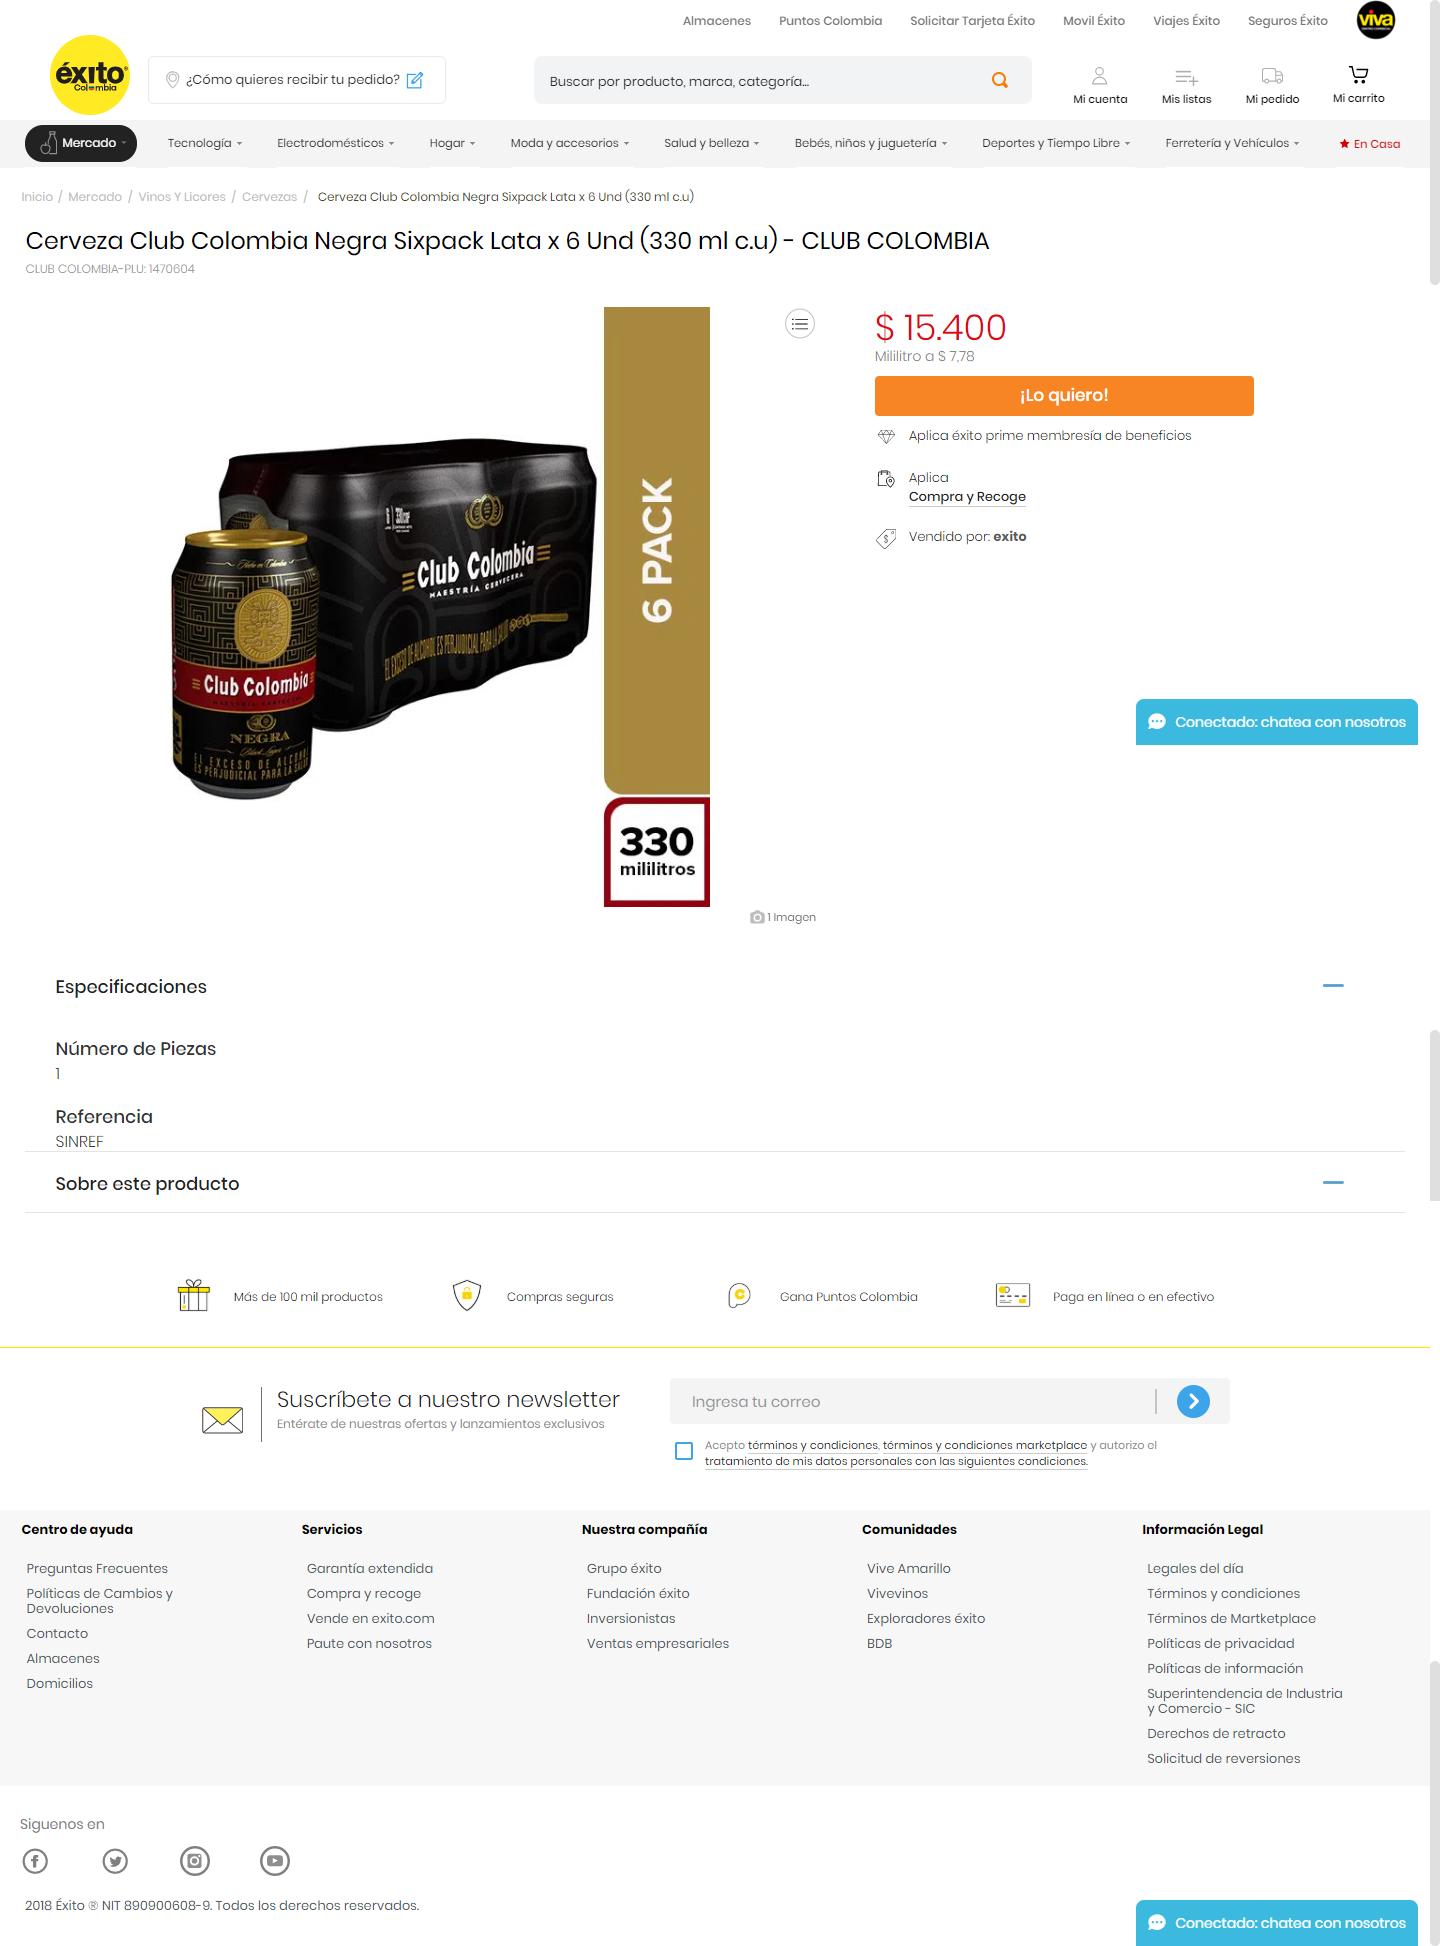 Almacenes Puntos Colombia Solicitar Tarjeta Éxito Movil Éxito Viajes Éxito Seguros Éxito viva
éxito
Colombia
¿Cómo quieres recibir tu pedido?
Buscar por producto, marca, categoría...
Mi cuenta Mis listas Mi pedido Mi carrito
Mercado Tecnología Electrodomésticos Hogar Moda y accesorios Salud y belleza Bebés, niños y juguetería Deportes y Tiempo Libre Ferretería y Vehículos En Casa
Inicio / Mercado / Vinos Y Licores / Cervezas / Cerveza Club Colombia Negra Sixpack Lata x 6 Und (330 ml c.u)
Cerveza Club Colombia Negra Sixpack Lata x 6 Und (330 ml c.u) - CLUB COLOMBIA
CLUB COLOMBIA-PLU: 1470604
Club Colombia
MAESTRÍA CERVECERA
EL EXCESO DE ALCOHOL ES PERJUDICIAL PARA LA SALUD
Club Colombia
NEGRA
EL EXCESO DE ALCOHOL
ES PERJUDICIAL PARA LA SALUD
6 PACK
330
mililitros
1 Imagen
$ 15.400
Mililitro a $ 7,78
¡Lo quiero!
Aplica éxito prime membresía de beneficios
Aplica
Compra y Recoge
Vendido por: exito
Conectado: chatea con nosotros
Especificaciones
Número de Piezas
1
Referencia
SINREF
Sobre este producto
Más de 100 mil productos Compras seguras Gana Puntos Colombia Paga en línea o en efectivo
Suscríbete a nuestro newsletter
Entérate de nuestras ofertas y lanzamientos exclusivos
Ingresa tu correo
Acepto términos y condiciones, términos y condiciones marketplace y autorizo el
tratamiento de mis datos personales con las siguientes condiciones.
Centro de ayuda
Preguntas Frecuentes
Políticas de Cambios y
Devoluciones
Contacto
Almacenes
Domicilios
Servicios
Garantía extendida
Compra y recoge
Vende en exito.com
Paute con nosotros
Nuestra compañía
Grupo éxito
Fundación éxito
Inversionistas
Ventas empresariales
Comunidades
Vive Amarillo
Vivevinos
Exploradores éxito
BDB
Información Legal
Legales del día
Términos y condiciones
Términos de Martketplace
Políticas de privacidad
Políticas de información
Superintendencia de Industria
y Comercio - SIC
Derechos de retracto
Solicitud de reversiones
Siguenos en
2018 Éxito ® NIT 890900608-9. Todos los derechos reservados.
Conectado: chatea con nosotros